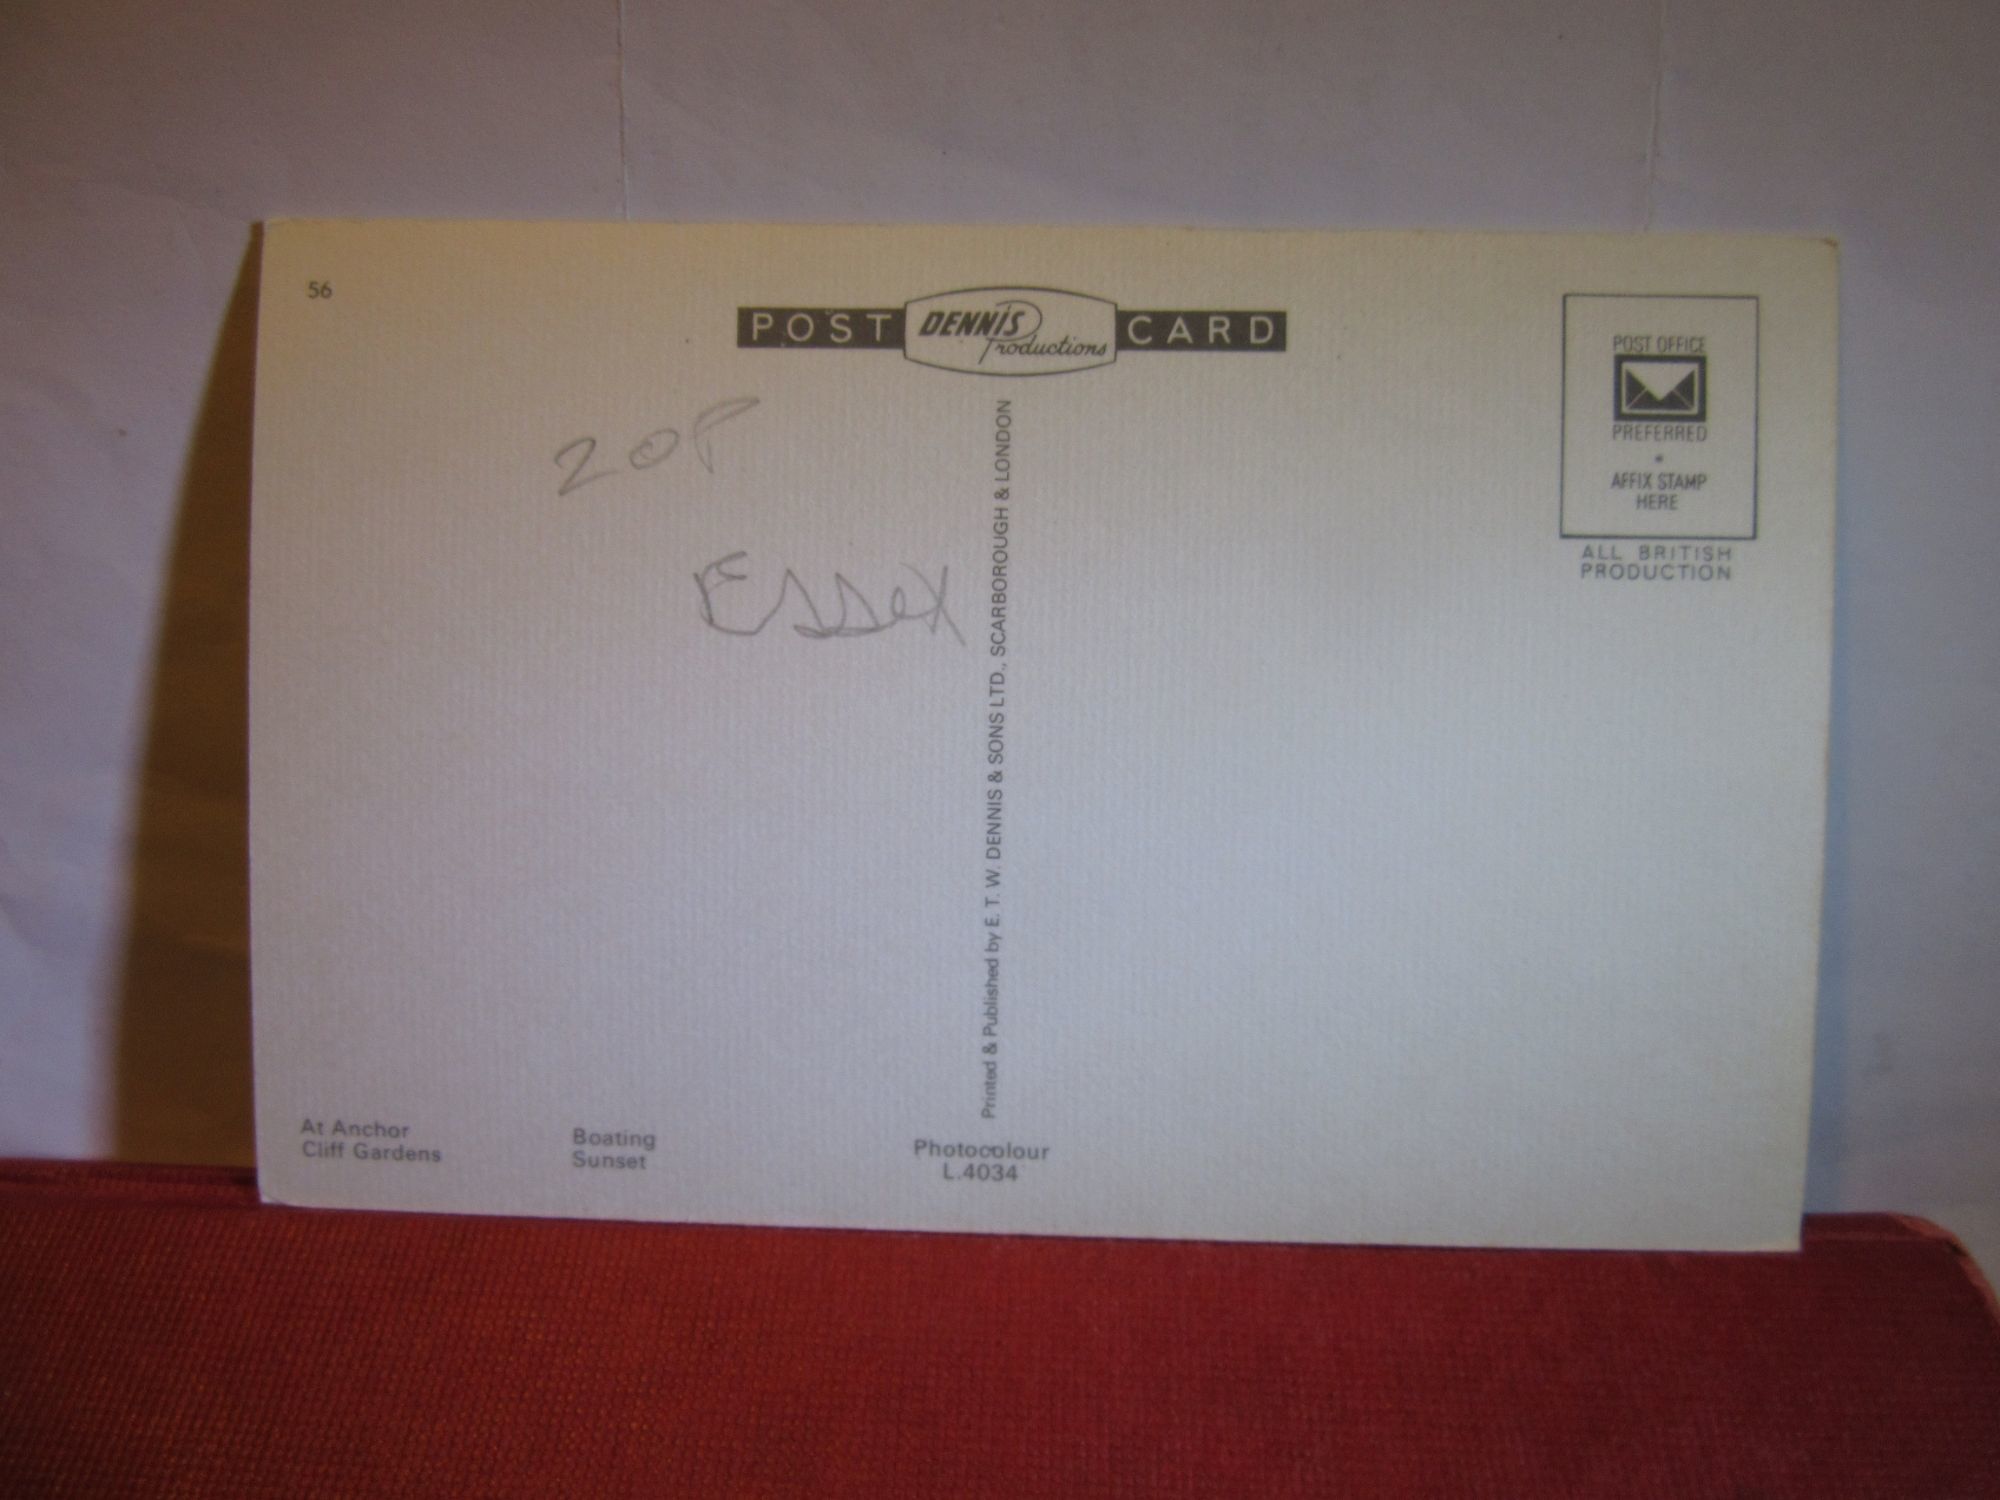 56
POST DENNIS Productions CARD
POST OFFICE
PREFERRED
AFFIX STAMP
HERE
ALL BRITISH
PRODUCTION
20P
Essex
Printed & Published by E. T. W. DENNIS & SONS LTD., SCARBOROUGH & LONDON
At Anchor
Cliff Gardens
Boating
Sunset
Photocolour
L.4034